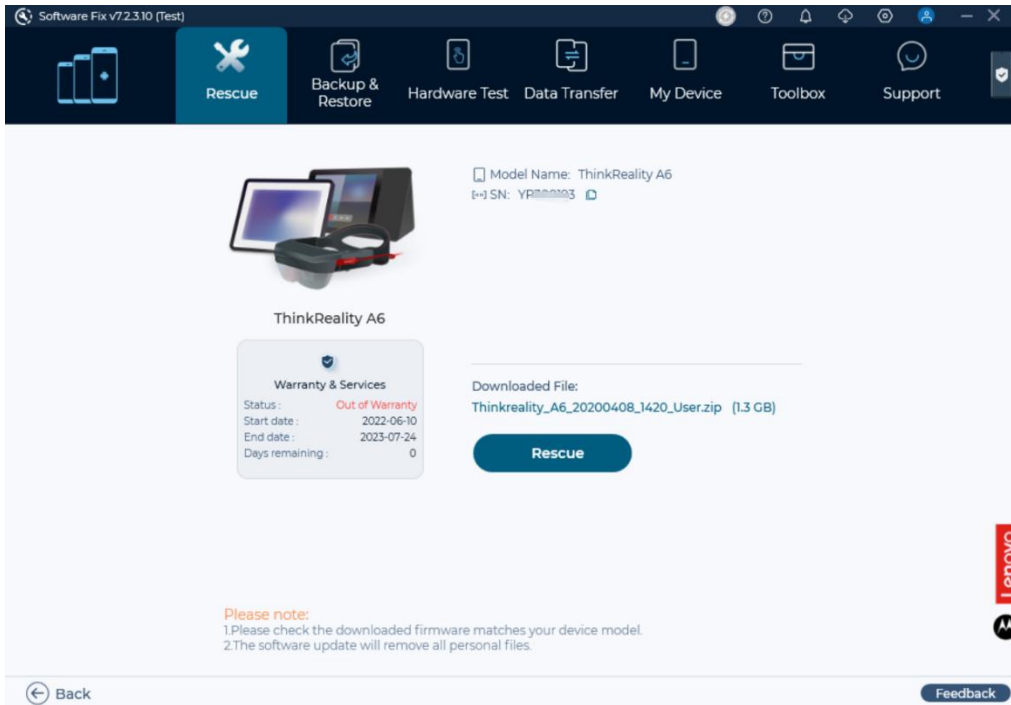 Software Fix v7.2.3.10 (Test)
Rescue
Backup &
Restore
Hardware Test
Data Transfer
My Device
Toolbox
Support
Model Name: ThinkReality A6
SN:
ThinkReality A6
Warranty & Services
Status : Out of Warranty
Start date : 2022-06-10
End date : 2023-07-24
Days remaining : 0
Downloaded File:
Thinkreality_A6_20200408_1420_User.zip (1.3 GB)
Rescue
Lenovo
Please note:
1.Please check the downloaded firmware matches your device model.
2.The software update will remove all personal files.
Back
Feedback